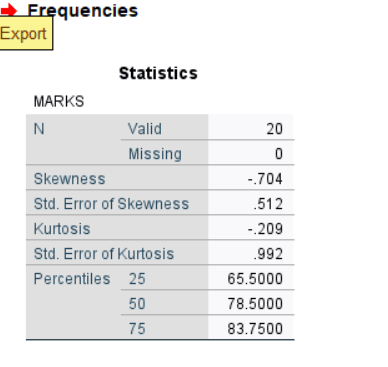 Frequencies
Export
Statistics
MARKS
N Valid 20
Missing 0
Skewness -.704
Std. Error of Skewness .512
Kurtosis -.209
Std. Error of Kurtosis .992
Percentiles 25 65.5000
50 78.5000
75 83.7500